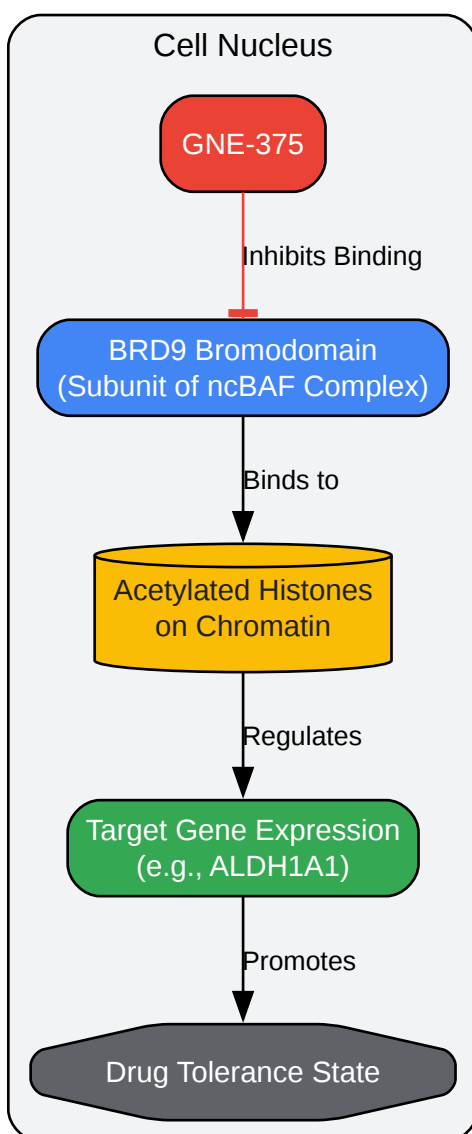 Cell Nucleus
GNE-375
Inhibits Binding
BRD9 Bromodomain
(Subunit of ncBAF Complex)
Binds to
Acetylated Histones
on Chromatin
Regulates
Target Gene Expression
(e.g., ALDH1A1)
Promotes
Drug Tolerance State